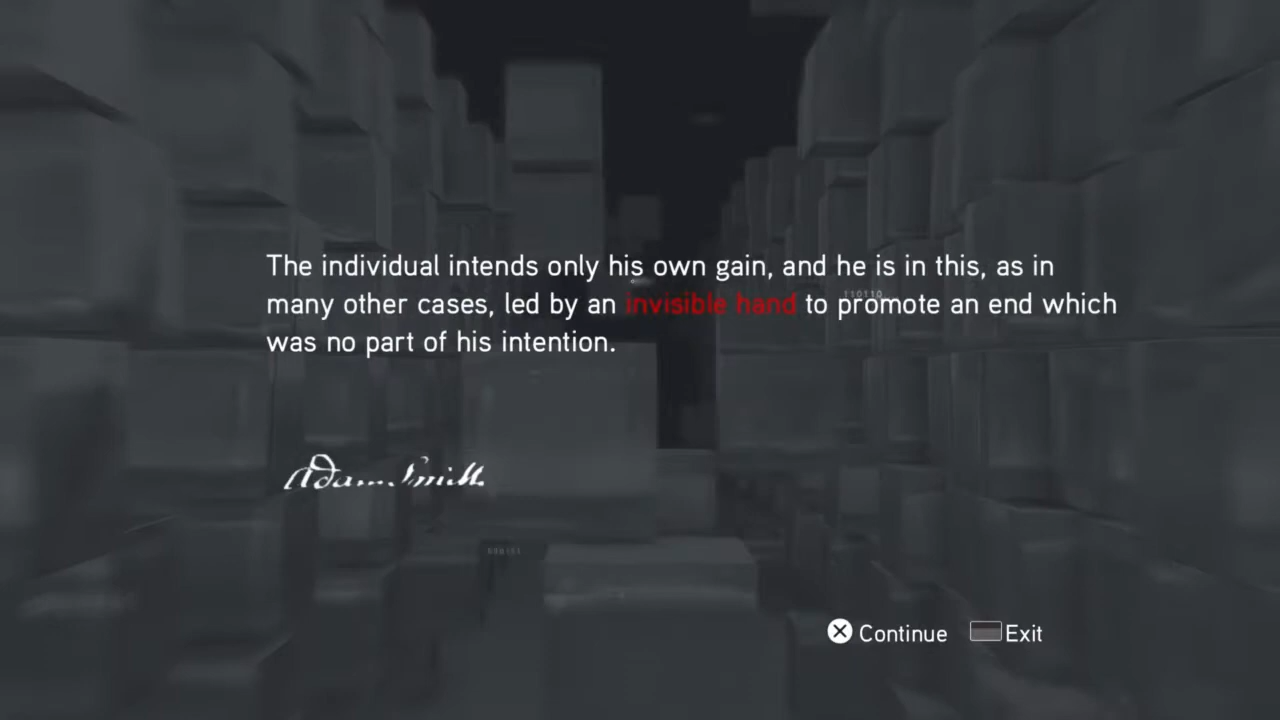 The individual intends only his own gain, and he is in this, as in
many other cases, led by an invisible hand to promote an end which
was no part of his intention.
110110
Adam Smith
Continue
Exit